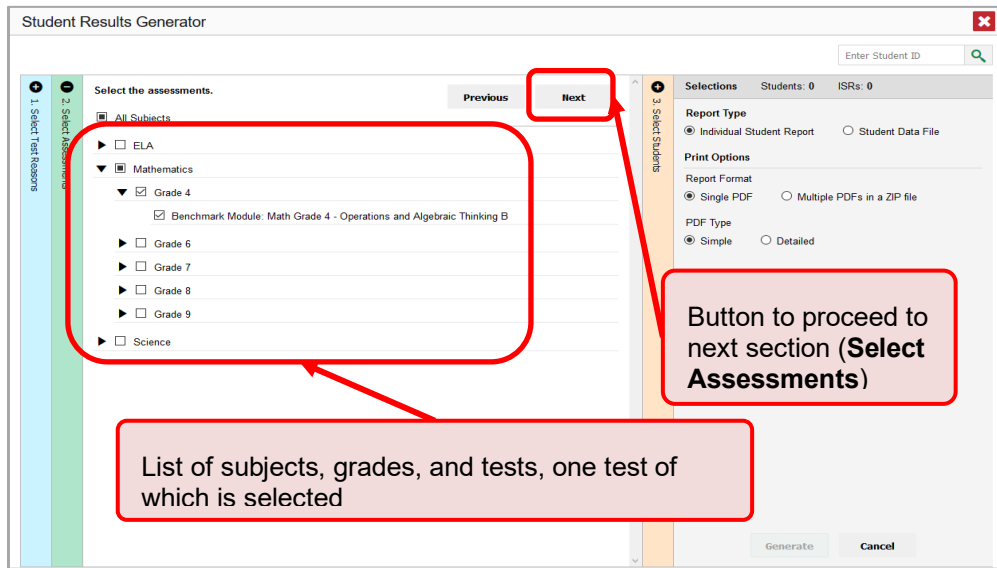 Student Results Generator
Enter Student ID
1. Select Test Reasons
2. Select Assessments
Select the assessments.
Previous
Next
All Subjects
ELA
Mathematics
Grade 4
Benchmark Module: Math Grade 4 - Operations and Algebraic Thinking B
Grade 6
Grade 7
Grade 8
Grade 9
Science
3. Select Students
Selections Students: 0 ISRs: 0
Report Type
Individual Student Report Student Data File
Print Options
Report Format
Single PDF Multiple PDFs in a ZIP file
PDF Type
Simple Detailed
Button to proceed to
next section (Select
Assessments)
List of subjects, grades, and tests, one test of
which is selected
Generate Cancel